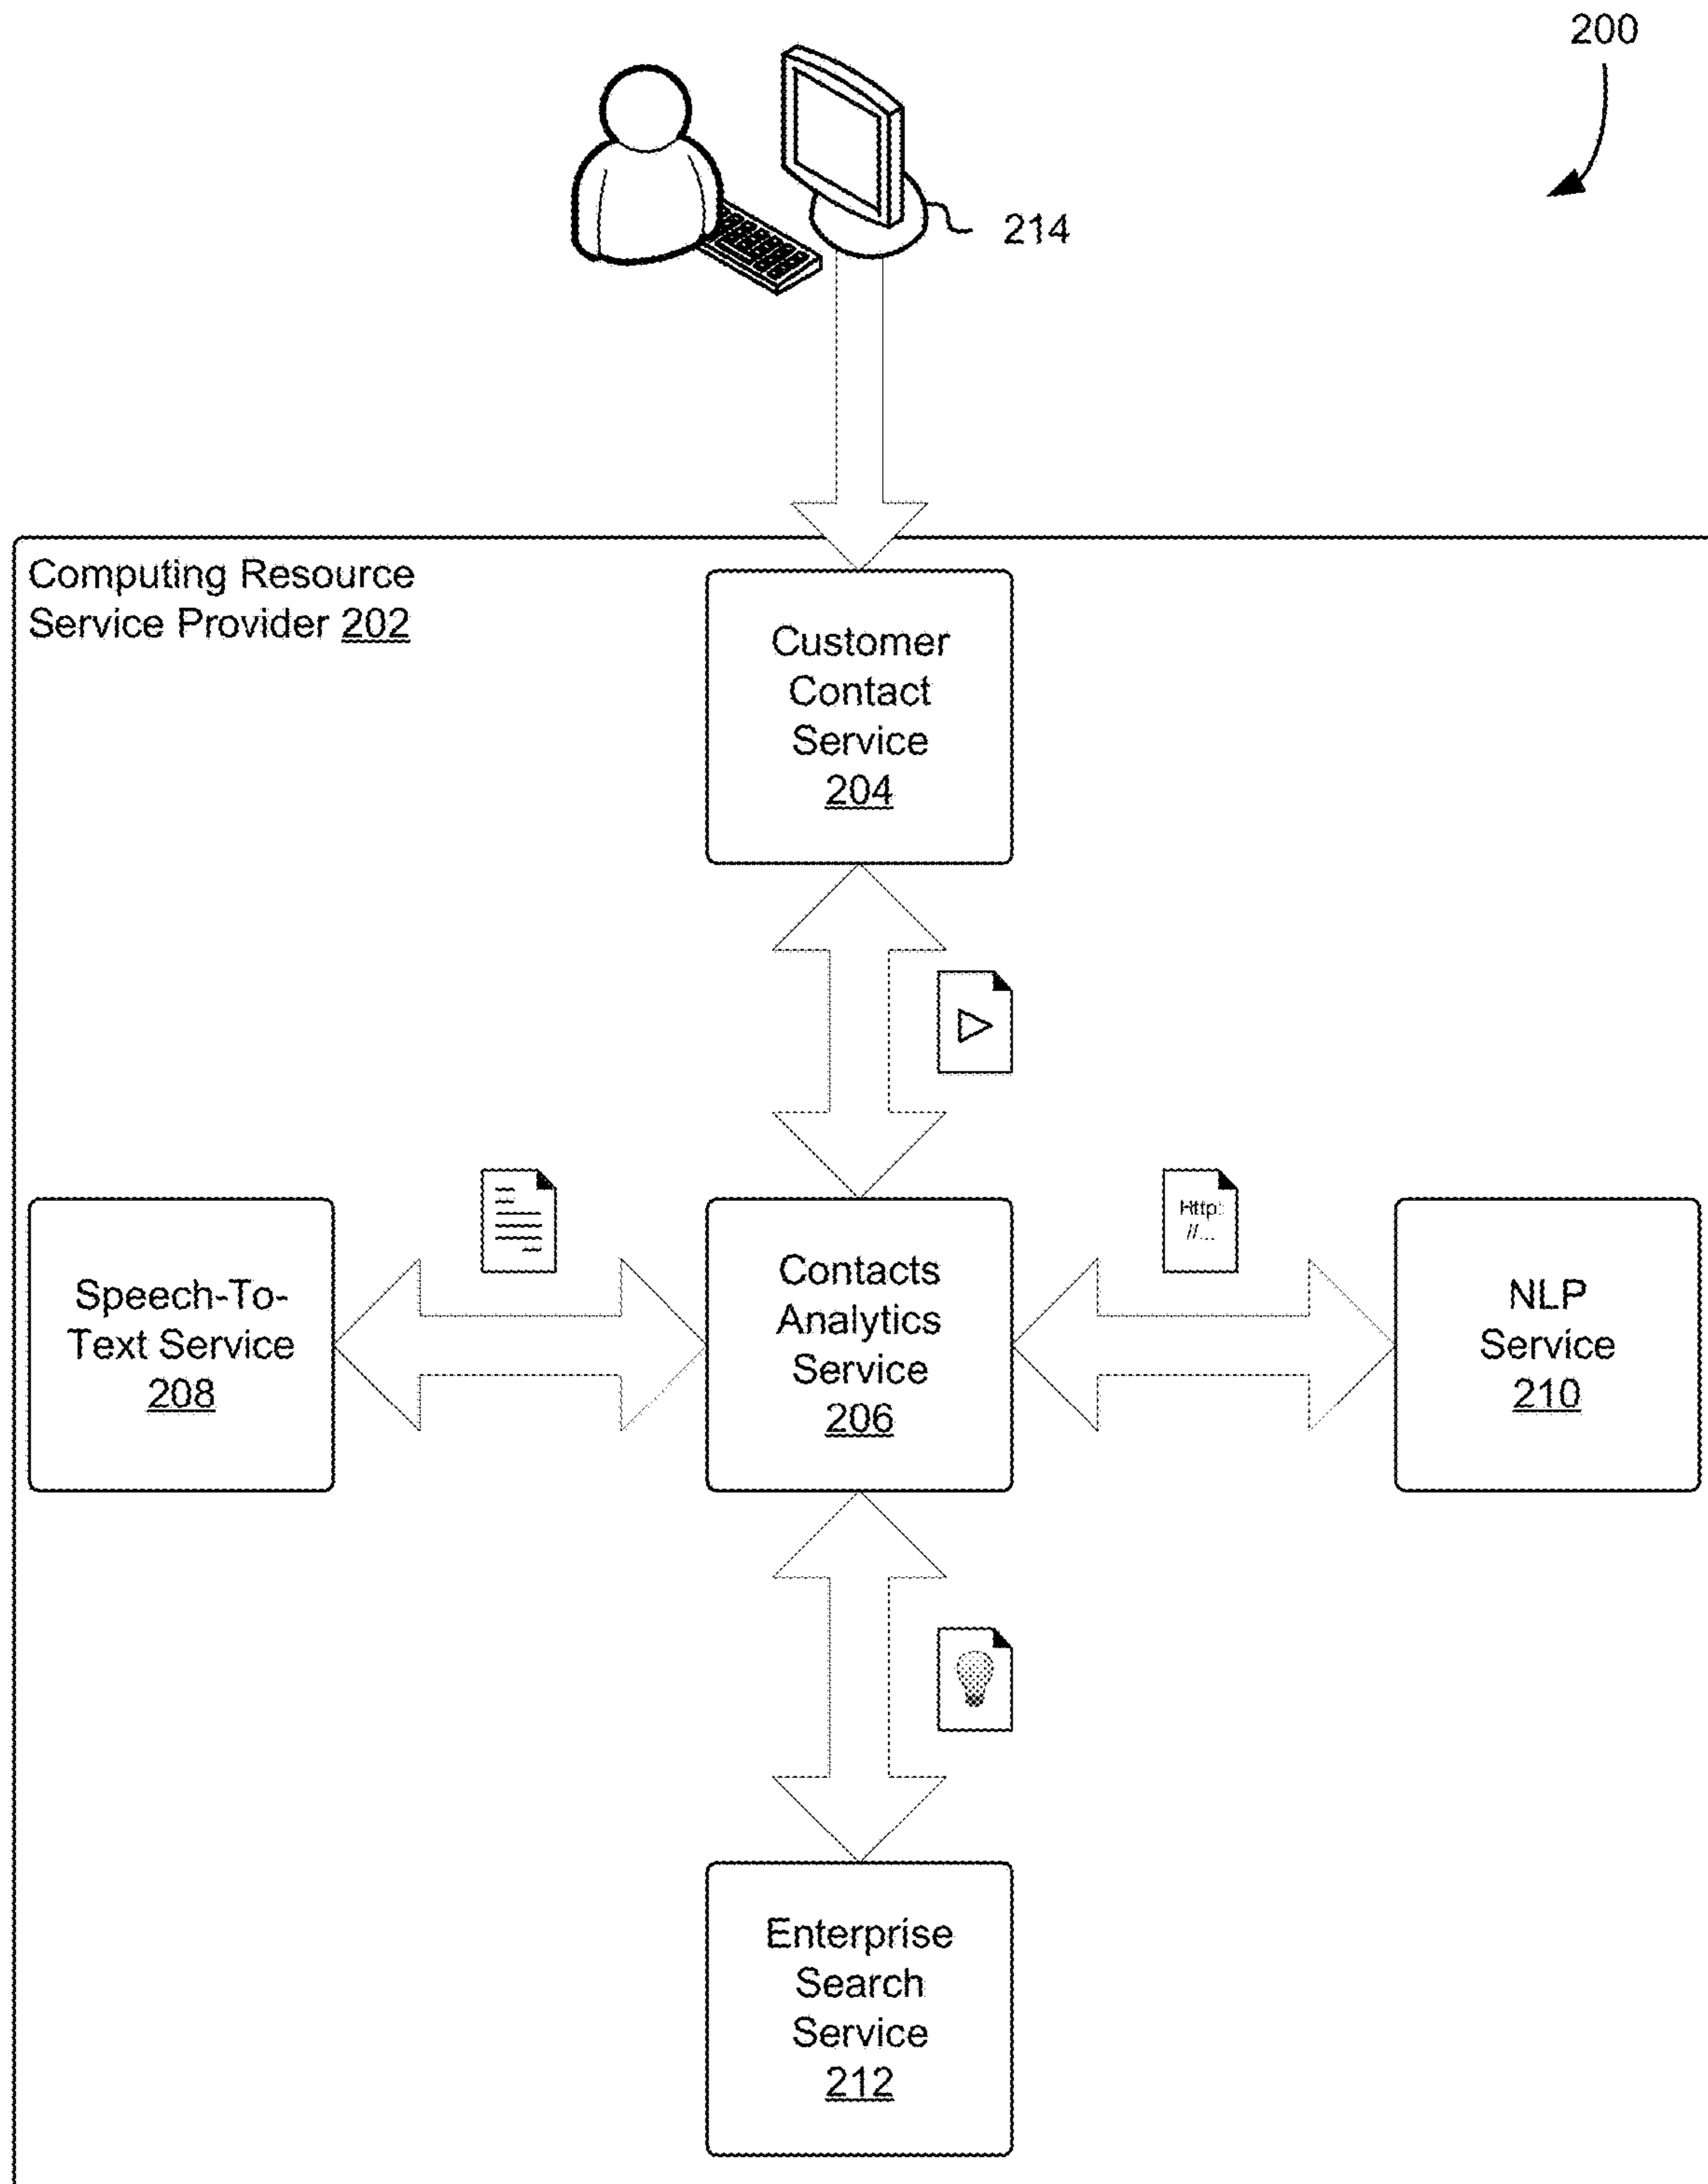 200
214
Computing Resource
Service Provider 202
Customer
Contact
Service
204
Http:
//...
Speech-To-
Text Service
208
Contacts
Analytics
Service
206
NLP
Service
210
Enterprise
Search
Service
212